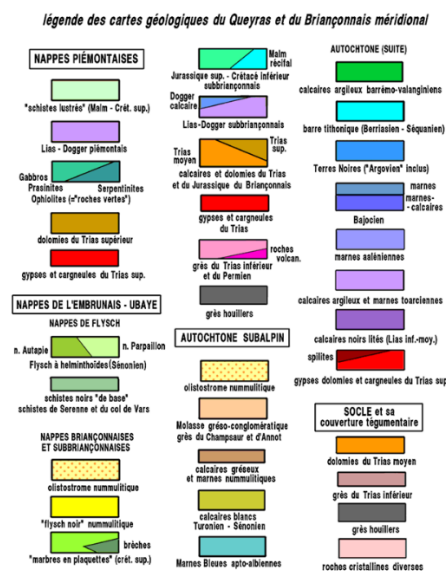 légende des cartes géologiques du Queyras et du Briançonnais méridional
NAPPES PIÉMONTAISES
"schistes lustrés" (Malm - Crét. sup.)
Lias - Dogger piémontais
Gabbros
Prasinites
Serpentinites
Ophiolites (="roches vertes")
dolomies du Trias supérieur
gypses et cargneules du Trias sup.
NAPPES DE L'EMBRUNAIS - UBAYE
NAPPES DE FLYSCH
n. Autapie
n. Parpaillon
Flysch à helminthoïdes (Sénonien)
schistes noirs "de base"
schistes de Serenne et du col de Vars
NAPPES BRIANÇONNAISES
ET SUBBRIANÇONNAISES
olistostrome nummulitique
"flysch noir" nummulitique
brèches
"marbres en plaquettes" (crét. sup.)
Malm
récifal
Jurassique sup. - Crétacé inférieur
subbriançonnais
Dogger
calcaire
Lias-Dogger subbriançonnais
Trias
sup.
Trias
moyen
calcaires et dolomies du Trias
et du Jurassique du Briançonnais
gypses et cargneules
du Trias
roches
volcan.
grès du Trias inférieur
et du Permien
grès houillers
AUTOCHTONE SUBALPIN
olistostrome nummulitique
Molasse gréso-conglomératique
grès du Champsaur et d'Annot
calcaires gréseux
et marnes nummulitiques
calcaires blancs
Turonien - Sénonien
Marnes Bleues apto-albiennes
AUTOCHTONE (SUITE)
calcaires argileux barrémo-valanginiens
barre tithonique (Berriasien - Séquanien)
Terres Noires ("Argovien" inclus)
marnes
marnes-
calcaires
Bajocien
marnes aaléniennes
calcaires argileux et marnes toarciennes
calcaires noirs lités (Lias inf.-moy.)
spilites
gypses dolomies et cargneules du Trias sup
SOCLE et sa
couverture tégumentaire
dolomies du Trias moyen
grès du Trias inférieur
grès houillers
roches cristallines diverses